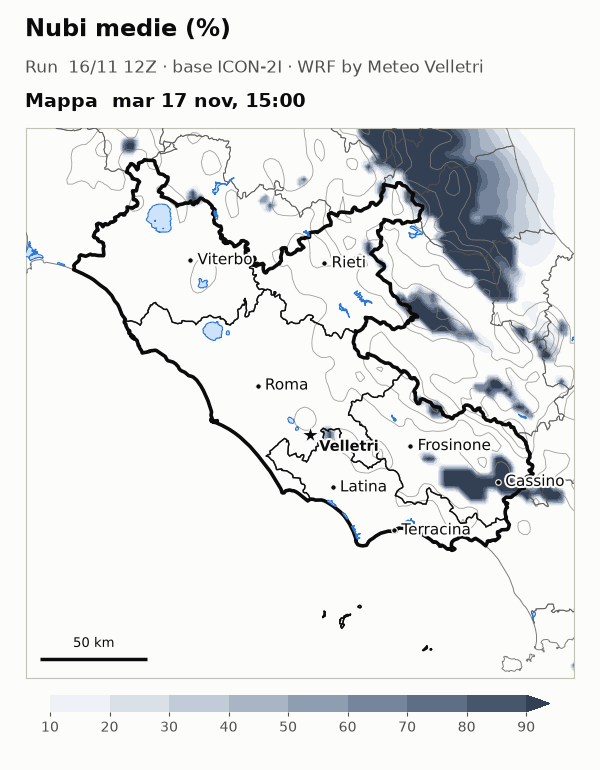 Nubi medie (%)
Run  16/11 12Z · base ICON-2I · WRF by Meteo Velletri
Mappa  mar 17 nov, 15:00
Viterbo
Rieti
Roma
Velletri
Frosinone
Cassino
Latina
Terracina
50 km
10 20 30 40 50 60 70 80 90